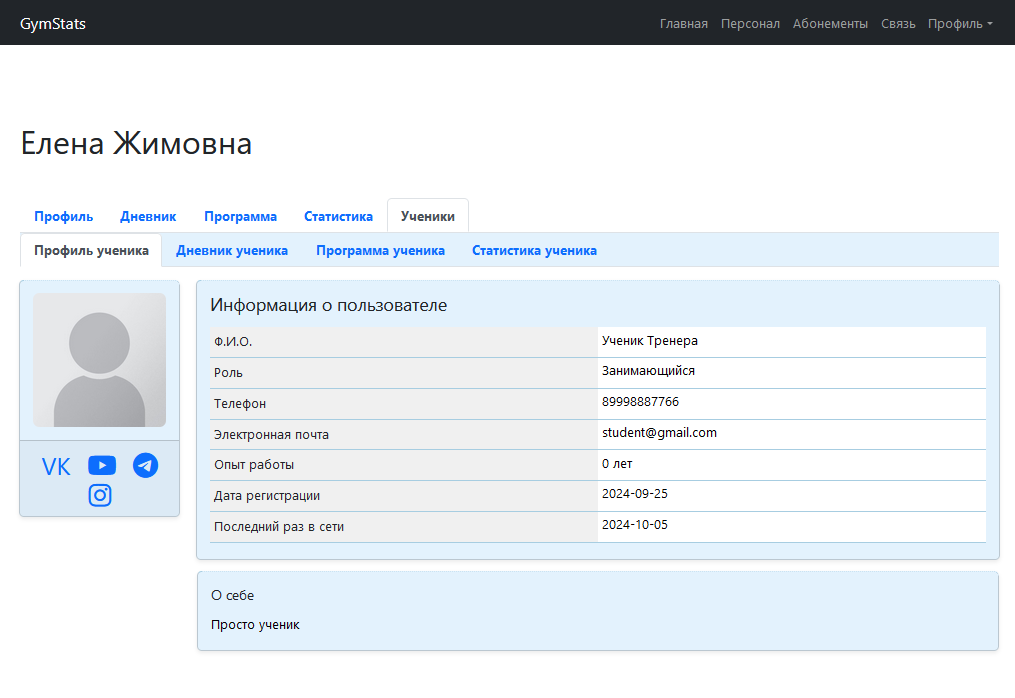 GymStats Главная Персонал Абонементы Связь Профиль
Елена Жимовна
Профиль Дневник Программа Статистика Ученики
Профиль ученика Дневник ученика Программа ученика Статистика ученика
VK
Информация о пользователе
Ф.И.О. Ученик Тренера
Роль Занимающийся
Телефон 89998887766
Электронная почта student@gmail.com
Опыт работы 0 лет
Дата регистрации 2024-09-25
Последний раз в сети 2024-10-05
О себе
Просто ученик